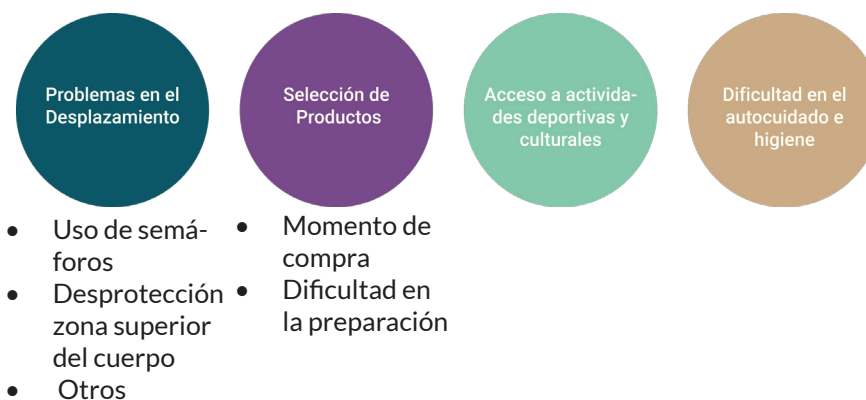 Problemas en el
Desplazamiento
Selección de
Productos
Acceso a activida-
des deportivas y
culturales
Dificultad en el
autocuidado e
higiene
• Uso de semá-
foros
• Desprotección
zona superior
del cuerpo
• Otros
• Momento de
compra
• Dificultad en
la preparación